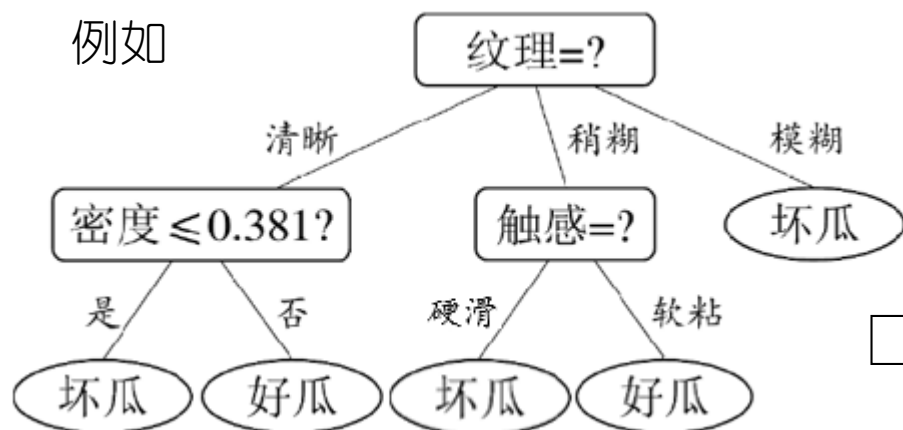 例如
纹理=?
清晰
稍糊
模糊
密度≤0.381?
触感=?
坏瓜
是
否
硬滑
软粘
坏瓜
好瓜
坏瓜
好瓜